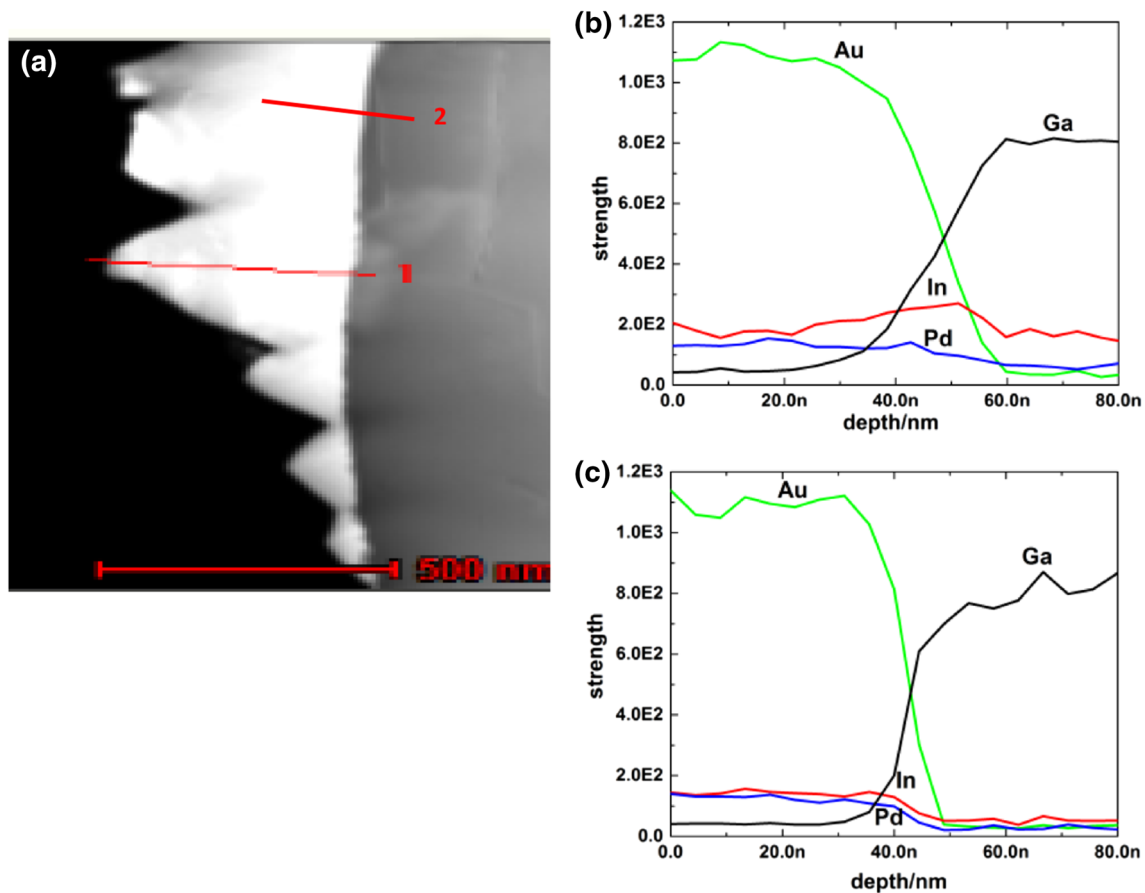 (a)
2
1
500 nm
(b)
1.2E3
1.0E3
8.0E2
6.0E2
4.0E2
2.0E2
0.0
strength
Au
Ga
In
Pd
0.0
20.0n
40.0n
60.0n
80.0n
depth/nm
(c)
1.2E3
1.0E3
8.0E2
6.0E2
4.0E2
2.0E2
0.0
strength
Au
Ga
In
Pd
0.0
20.0n
40.0n
60.0n
80.0n
depth/nm